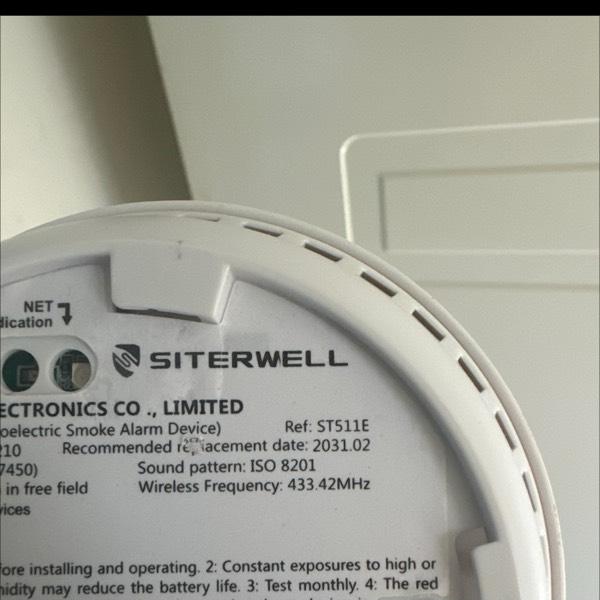 NET
dication
SITERWELL
ECTRONICS CO ., LIMITED
oelectric Smoke Alarm Device) Ref: ST511E
210 Recommended re acement date: 2031.02
7450) Sound pattern: ISO 8201
in free field Wireless Frequency: 433.42MHz
vices
fore installing and operating. 2: Constant exposures to high or
nidity may reduce the battery life. 3: Test monthly. 4: The red